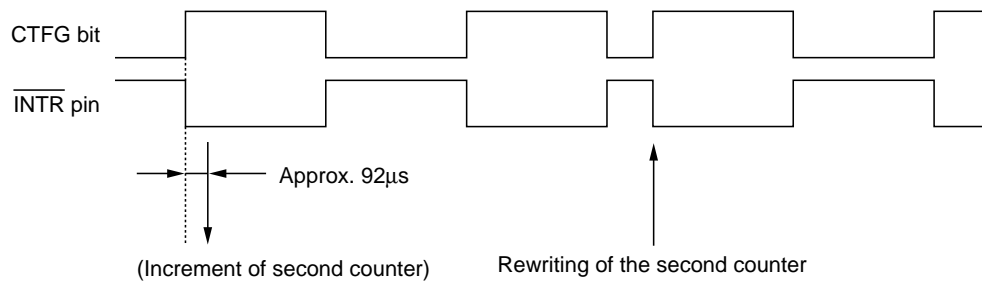 CTFG bit
INTR pin
Approx. 92μs
(Increment of second counter)
Rewriting of the second counter